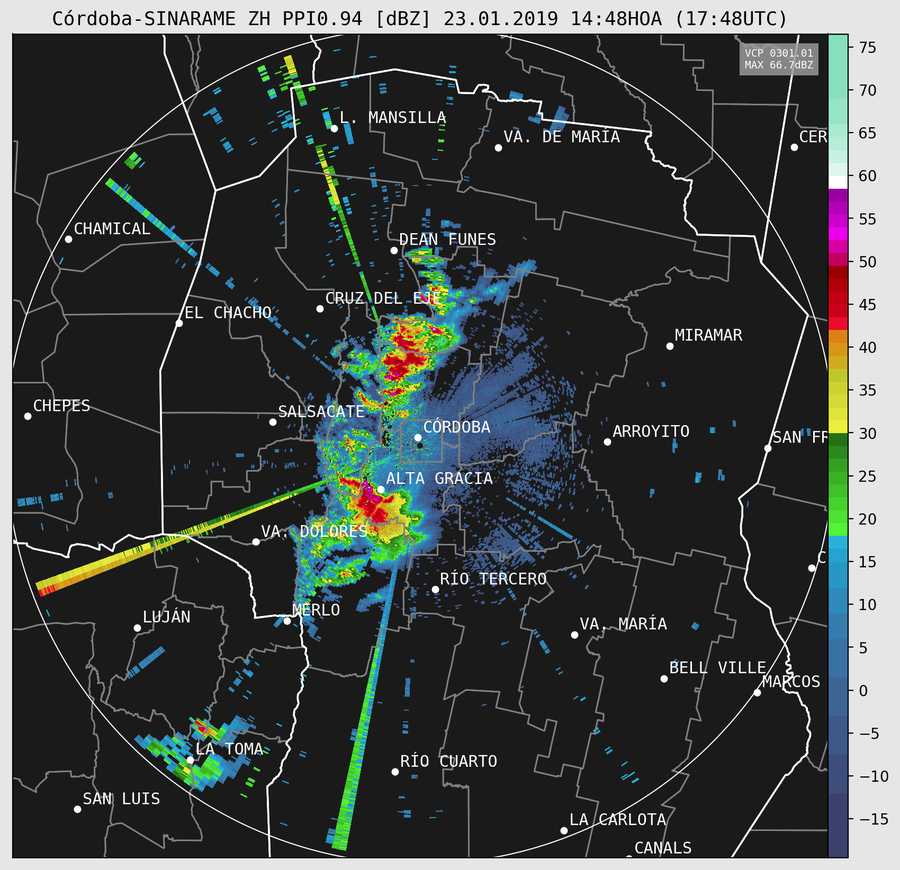 Córdoba-SINARAME ZH PPI0.94 [dBZ] 23.01.2019 14:48HOA (17:48UTC)
VCP 0301.01
MAX 66.7dBZ
L. MANSILLA
VA. DE MARIA
CER
CHAMICAL
DEAN FUNES
CRUZ DEL EJE
EL CHACHO
MIRAMAR
CHEPES
SALSACATE
CÓRDOBA
ARROYITO
SAN FR
ALTA GRACIA
VA. DOLORES
C
RÍO TERCERO
MERLO
LUJÁN
VA. MARÍA
BELL VILLE
MARCOS
LA TOMA
RÍO CUARTO
SAN LUIS
LA CARLOTA
CANALS
75
70
65
60
55
50
45
40
35
30
25
20
15
10
5
0
−5
−10
−15